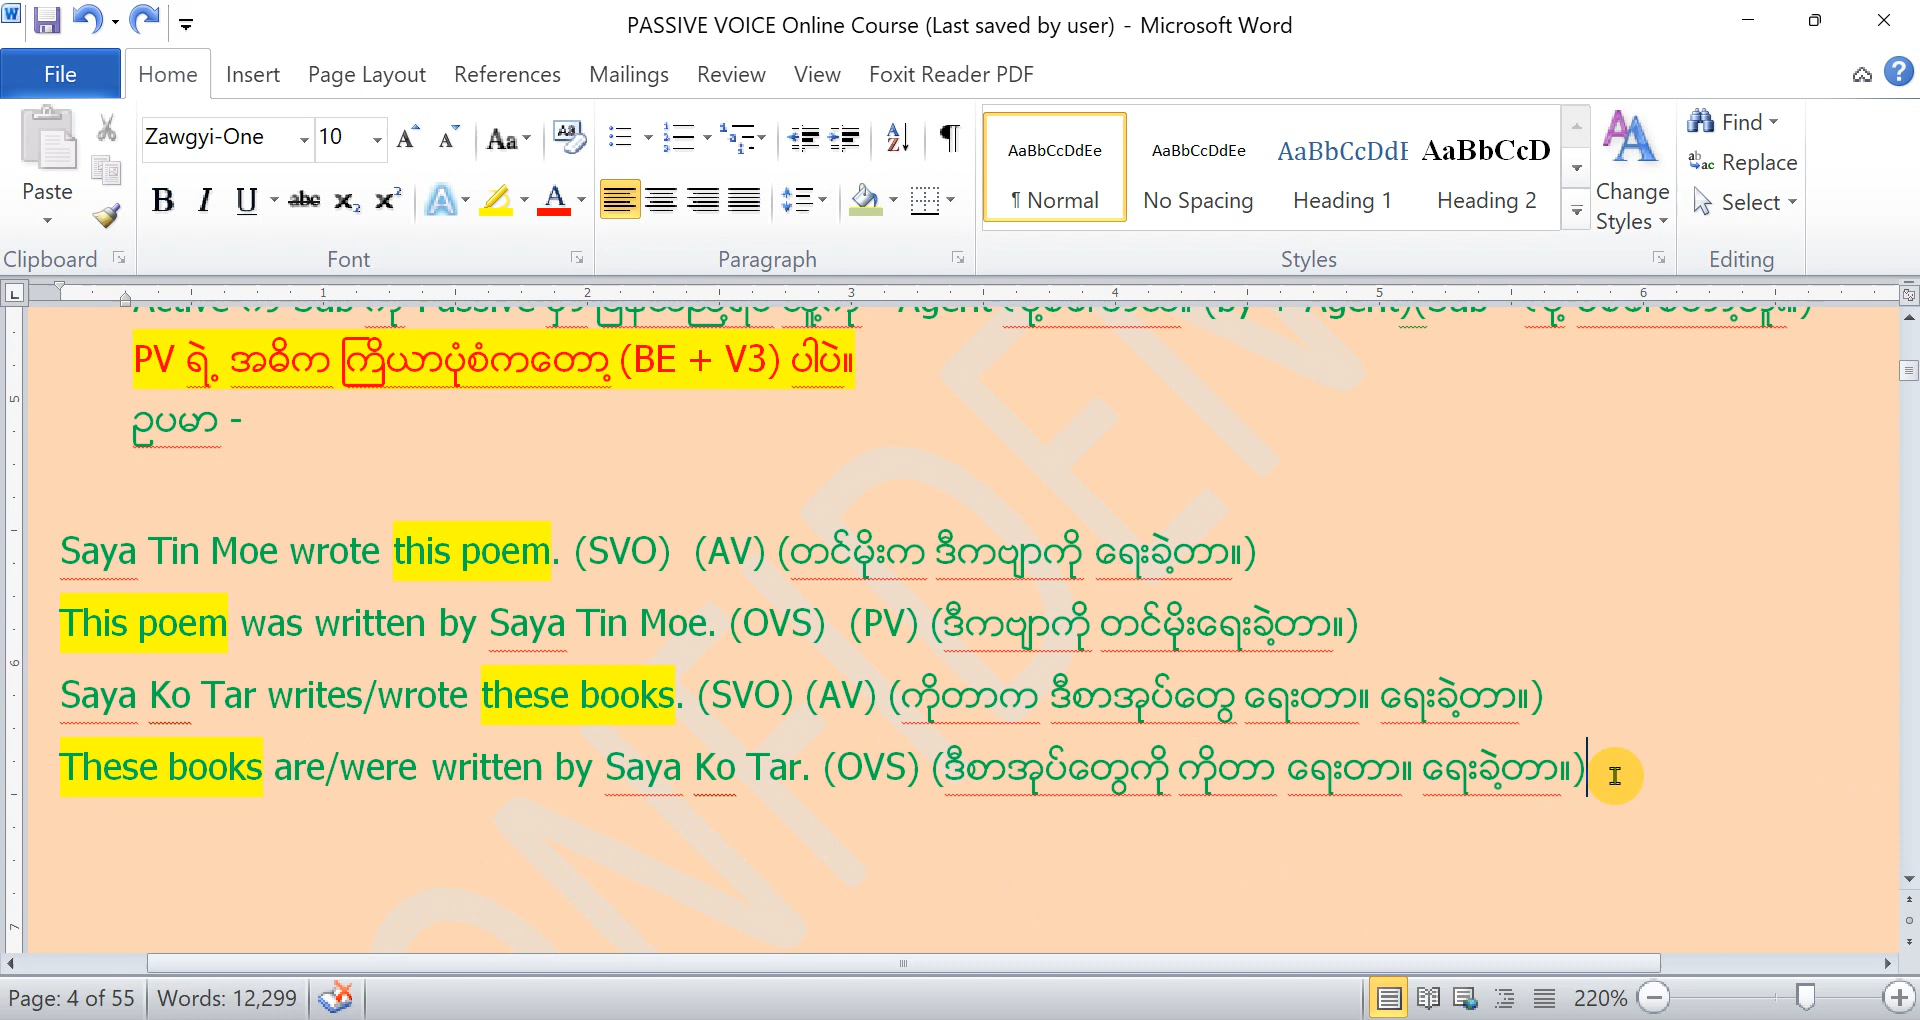 PASSIVE VOICE Online Course (Last saved by user) - Microsoft Word
File Home Insert Page Layout References Mailings Review View Foxit Reader PDF
Zawgyi-One 10
AaBbCcDdEe AaBbCcDdEe AaBbCcDdE AaBbCcD
Paste
¶ Normal No Spacing Heading 1 Heading 2
Change Styles
Find
Replace
Select
Clipboard Font Paragraph Styles Editing
PV ရဲ့ အဓိက ကြိယာပုံစံကတော့ (BE + V3) ပါပဲ။
ဥပမာ -
Saya Tin Moe wrote this poem. (SVO) (AV) (တင်မိုးက ဒီကဗျာကို ရေးခဲ့တာ။)
This poem was written by Saya Tin Moe. (OVS) (PV) (ဒီကဗျာကို တင်မိုးရေးခဲ့တာ။)
Saya Ko Tar writes/wrote these books. (SVO) (AV) (ကိုတာက ဒီစာအုပ်တွေ ရေးတာ။ ရေးခဲ့တာ။)
These books are/were written by Saya Ko Tar. (OVS) (ဒီစာအုပ်တွေကို ကိုတာ ရေးတာ။ ရေးခဲ့တာ။)
Page: 4 of 55 Words: 12,299 220%